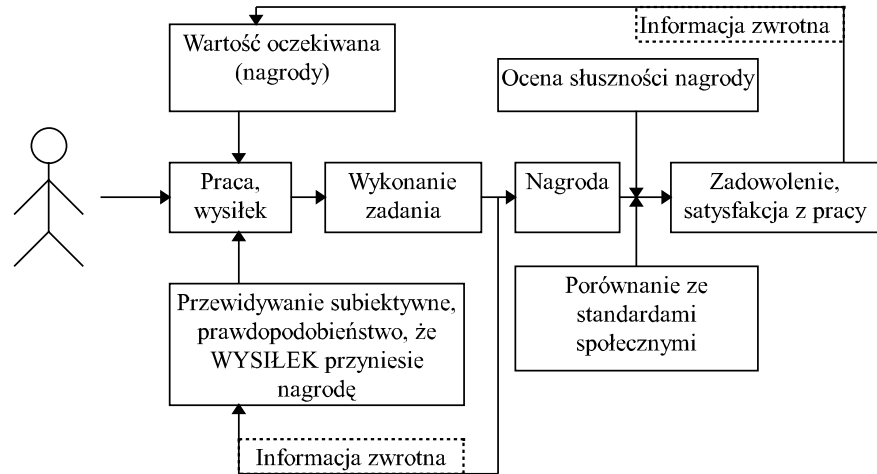 Informacja zwrotna
Wartość oczekiwana
(nagrody)
Ocena słuszności nagrody
Praca,
wysiłek
Wykonanie
zadania
Nagroda
Zadowolenie,
satysfakcja z pracy
Przewidywanie subiektywne,
prawdopodobieństwo, że
WYSIŁEK przyniesie
nagrodę
Porównanie ze
standardami
społecznymi
Informacja zwrotna